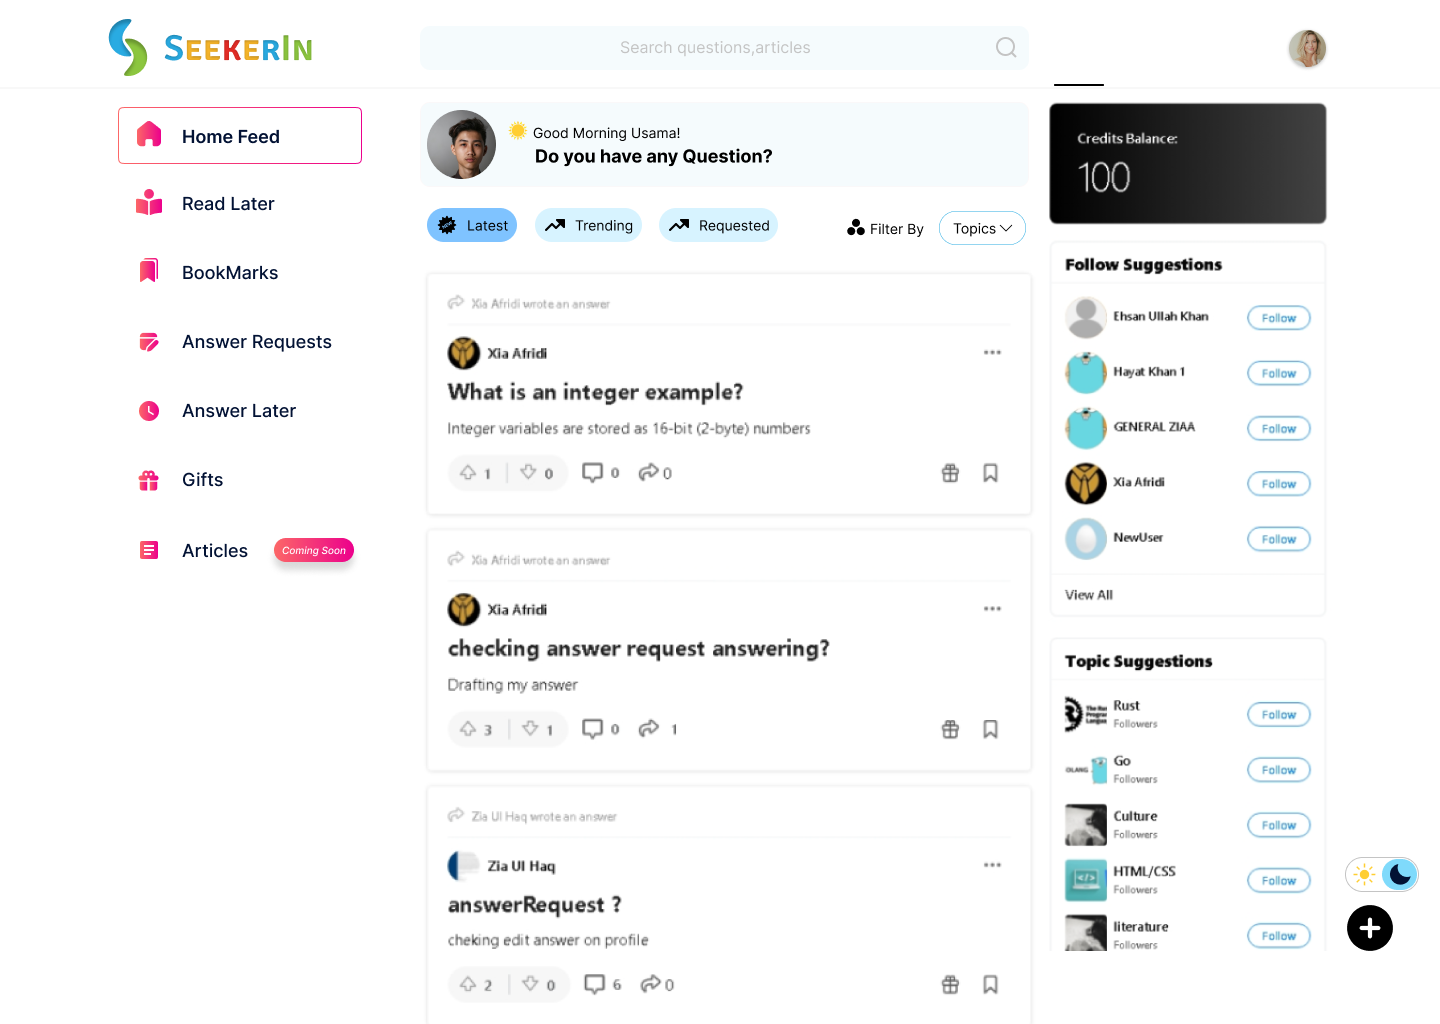 SEEKERIN
Search questions,articles
Home Feed
Read Later
BookMarks
Answer Requests
Answer Later
Gifts
Articles
Coming Soon
Good Morning Usama!
Do you have any Question?
Latest
Trending
Requested
Filter By
Topics
Xia Afridi wrote an answer
Xia Afridi
What is an integer example?
Integer variables are stored as 16-bit (2-byte) numbers
1 0 0 0
Xia Afridi wrote an answer
Xia Afridi
checking answer request answering?
Drafting my answer
3 1 0 1
Zia Ul Haq wrote an answer
Zia Ul Haq
answerRequest ?
cheking edit answer on profile
2 0 6 0
Credits Balance:
100
Follow Suggestions
Ehsan Ullah Khan Follow
Hayat Khan 1 Follow
GENERAL ZIAA Follow
Xia Afridi Follow
NewUser Follow
View All
Topic Suggestions
Rust
Followers
Follow
Go
Followers
Follow
Culture
Followers
Follow
HTML/CSS
Followers
Follow
literature
Followers
Follow